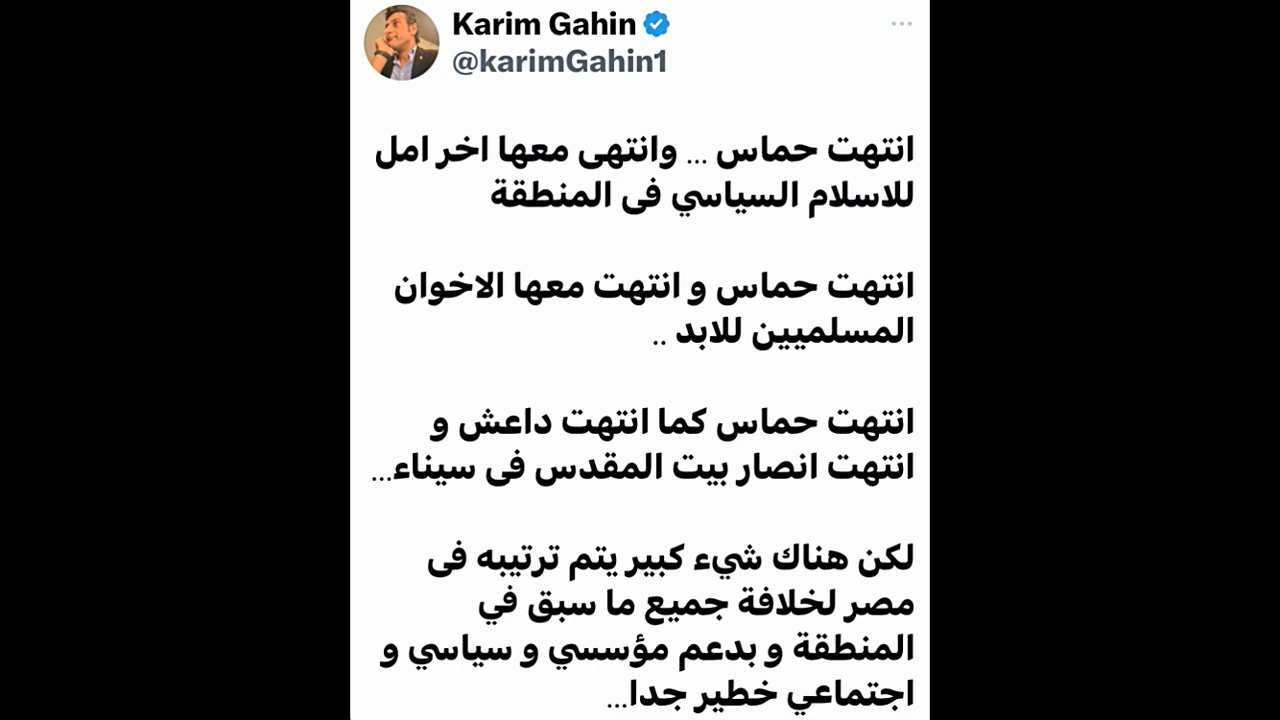 Karim Gahin
@karimGahin1
انتهت حماس ... وانتهى معها اخر امل
للاسلام السياسي فى المنطقة
انتهت حماس و انتهت معها الاخوان
المسلميين للابد ..
انتهت حماس كما انتهت داعش و
انتهت انصار بيت المقدس فى سيناء...
لكن هناك شيء كبير يتم ترتيبه فى
مصر لخلافة جميع ما سبق في
المنطقة و بدعم مؤسسي و سياسي و
اجتماعي خطير جدا...